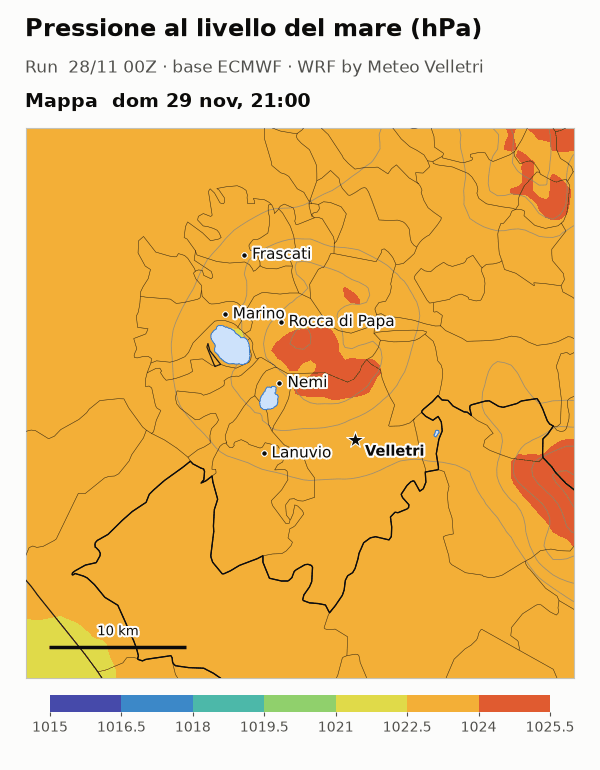 Pressione al livello del mare (hPa)
Run  28/11 00Z · base ECMWF · WRF by Meteo Velletri
Mappa  dom 29 nov, 21:00
Frascati
Marino
Rocca di Papa
Nemi
Velletri
Lanuvio
10 km
1015 1016.5 1018 1019.5 1021 1022.5 1024 1025.5